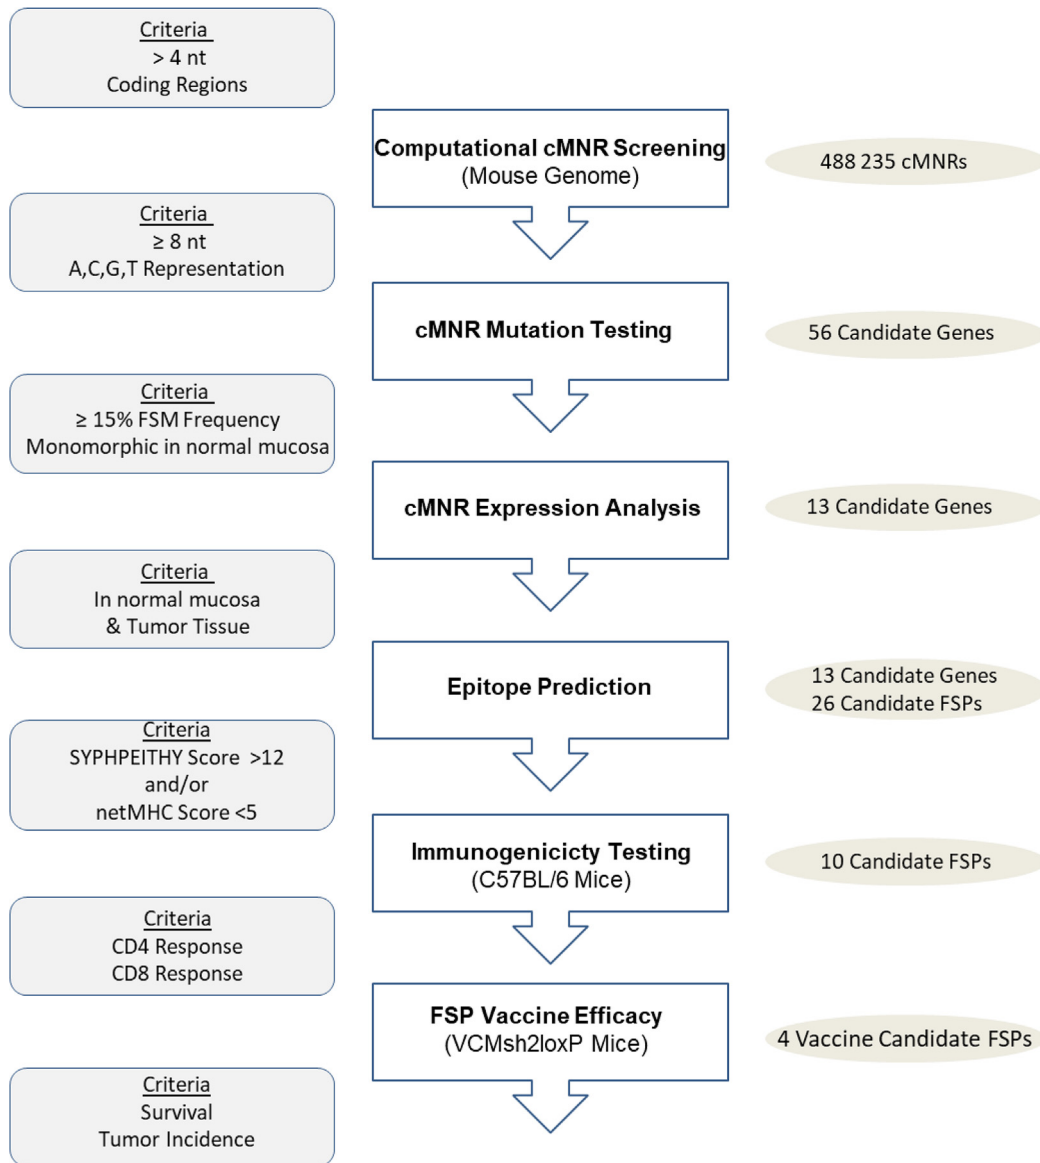 Criteria
> 4 nt
Coding Regions
Computational cMNR Screening
(Mouse Genome)
488 235 cMNRs
Criteria
≥ 8 nt
A,C,G,T Representation
cMNR Mutation Testing
56 Candidate Genes
Criteria
≥ 15% FSM Frequency
Monomorphic in normal mucosa
cMNR Expression Analysis
13 Candidate Genes
Criteria
In normal mucosa
& Tumor Tissue
Epitope Prediction
13 Candidate Genes
26 Candidate FSPs
Criteria
SYPHPEITHY Score >12
and/or
netMHC Score <5
Immunogenicicty Testing
(C57BL/6 Mice)
10 Candidate FSPs
Criteria
CD4 Response
CD8 Response
FSP Vaccine Efficacy
(VCMsh2loxP Mice)
4 Vaccine Candidate FSPs
Criteria
Survival
Tumor Incidence